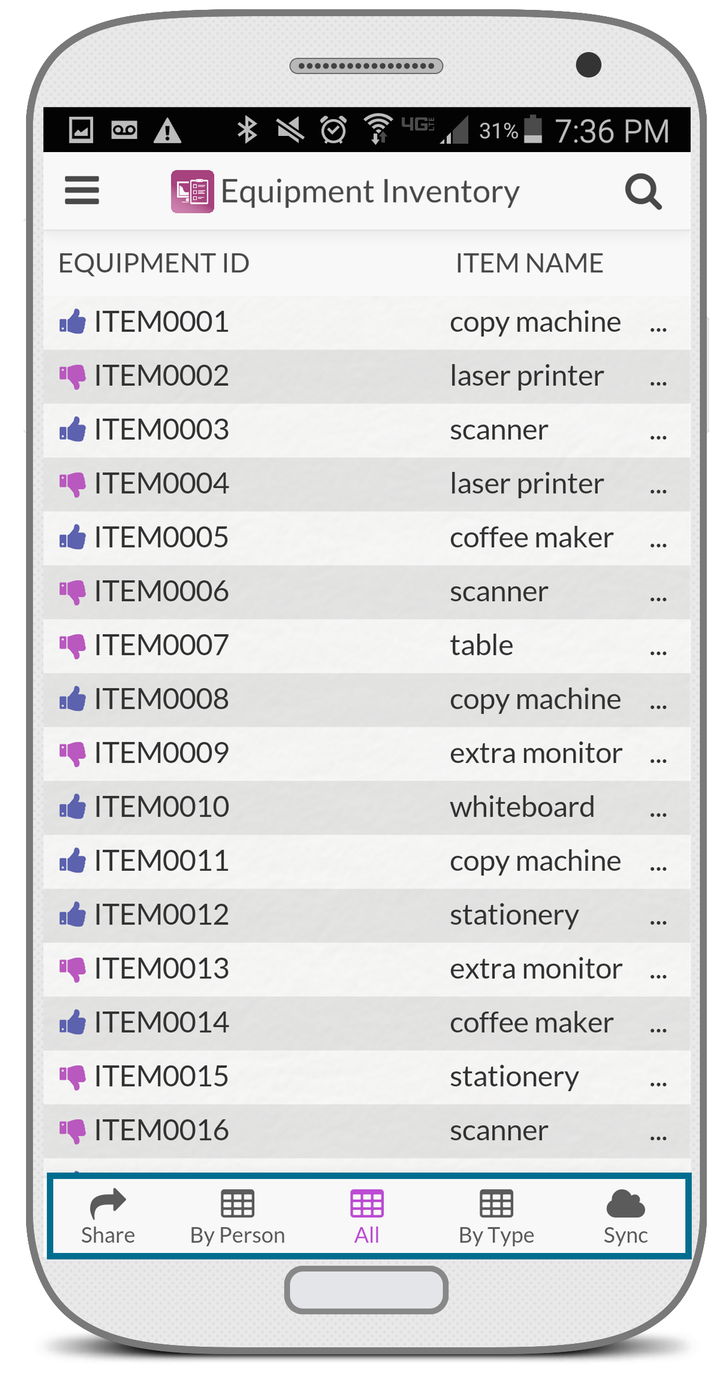 4G LTE 31% 7:36 PM
Equipment Inventory
EQUIPMENT ID ITEM NAME
ITEM0001 copy machine ...
ITEM0002 laser printer ...
ITEM0003 scanner ...
ITEM0004 laser printer ...
ITEM0005 coffee maker ...
ITEM0006 scanner ...
ITEM0007 table ...
ITEM0008 copy machine ...
ITEM0009 extra monitor ...
ITEM0010 whiteboard ...
ITEM0011 copy machine ...
ITEM0012 stationery ...
ITEM0013 extra monitor ...
ITEM0014 coffee maker ...
ITEM0015 stationery ...
ITEM0016 scanner ...
Share By Person All By Type Sync